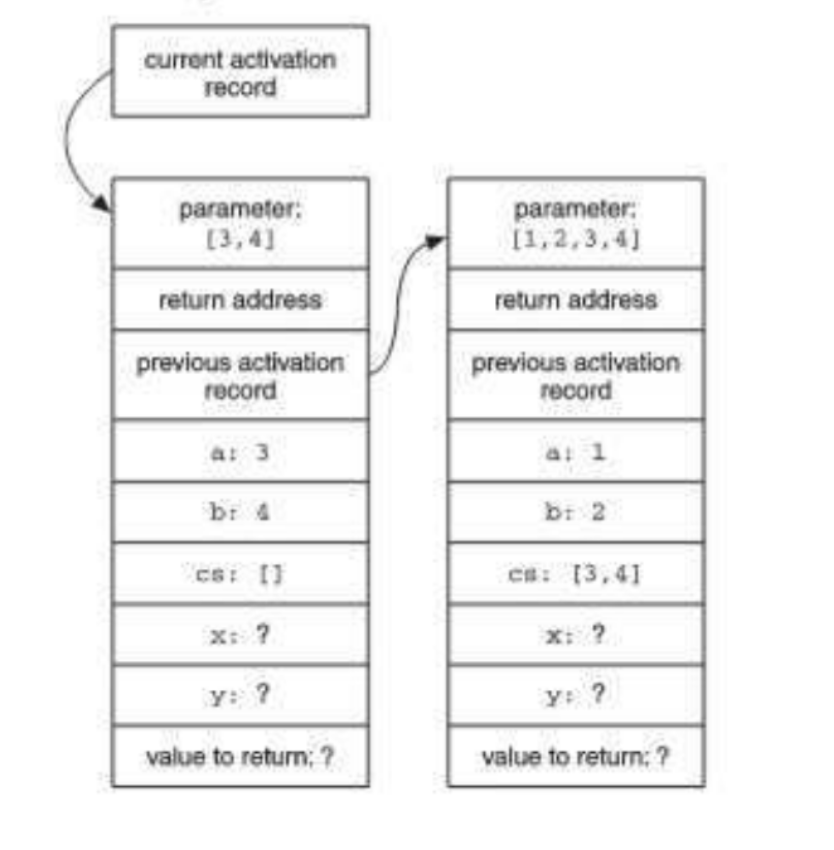 current activation
record
parameter:
[3,4]
return address
previous activation
record
a: 3
b: 4
cs: []
x: ?
y: ?
value to return: ?
parameter:
[1,2,3,4]
return address
previous activation
record
a: 1
b: 2
cs: [3,4]
x: ?
y: ?
value to return: ?